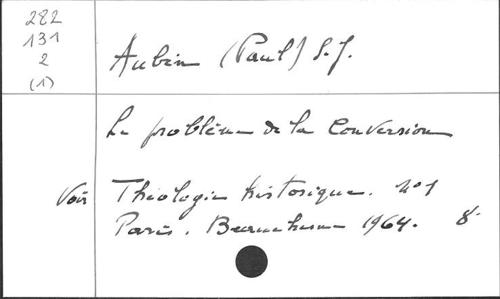 282
131
2
(1)
Aubin (Paul) S.J.
Le problème de la Conversion
Voir Théologie historique. No 1
Paris. Beauchesne 1964. 8°